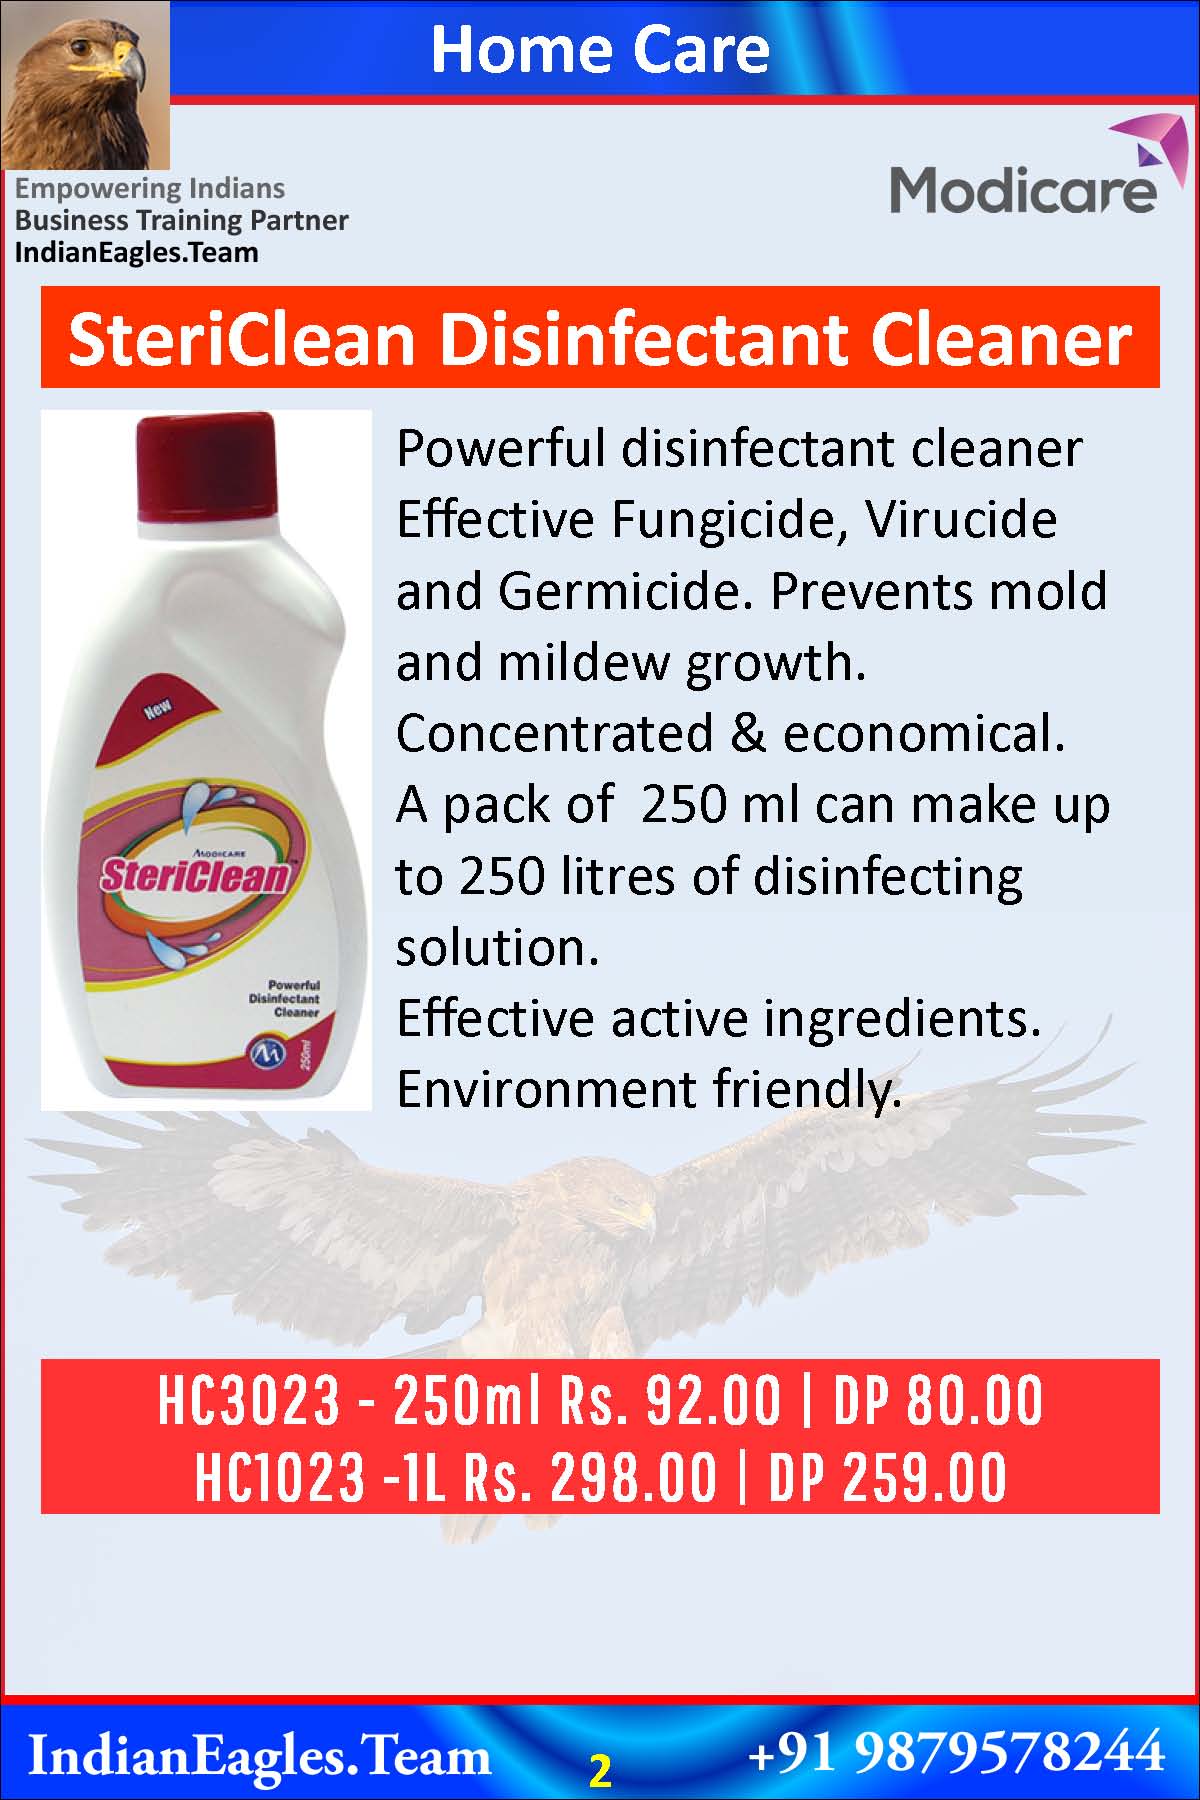 Home Care
Modicare
Empowering Indians
Business Training Partner
IndianEagles.Team
SteriClean Disinfectant Cleaner
New
MODICARE
SteriClean™
Powerful
Disinfectant
Cleaner
250ml
Powerful disinfectant cleaner
Effective Fungicide, Virucide
and Germicide. Prevents mold
and mildew growth.
Concentrated & economical.
A pack of  250 ml can make up
to 250 litres of disinfecting
solution.
Effective active ingredients.
Environment friendly.
HC3023 - 250ml Rs. 92.00 | DP 80.00
HC1023 -1L Rs. 298.00 | DP 259.00
IndianEagles.Team
2
+91 9879578244